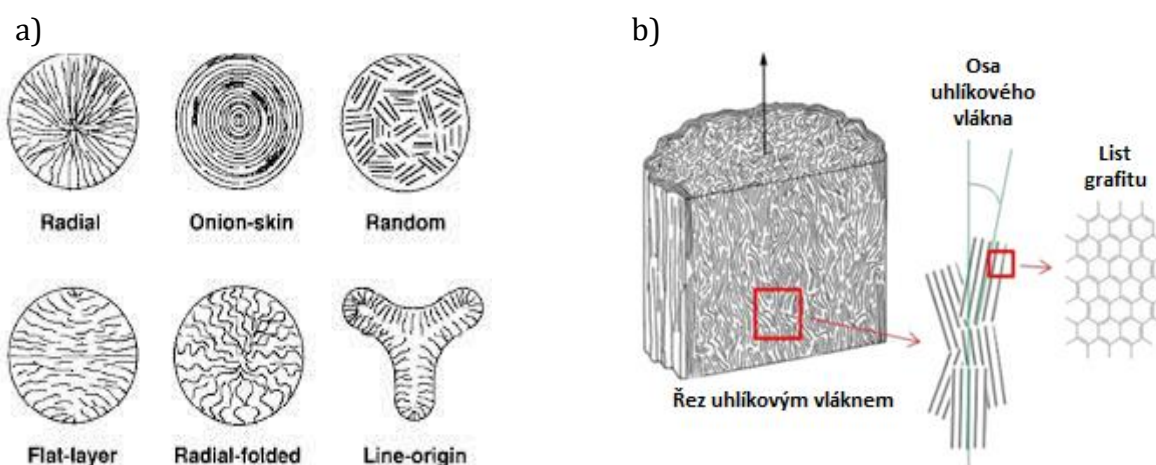 a)
Radial
Onion-skin
Random
Flat-layer
Radial-folded
Line-origin
b)
Osa
uhlíkového
vlákna
List
grafitu
Řez uhlíkovým vláknem